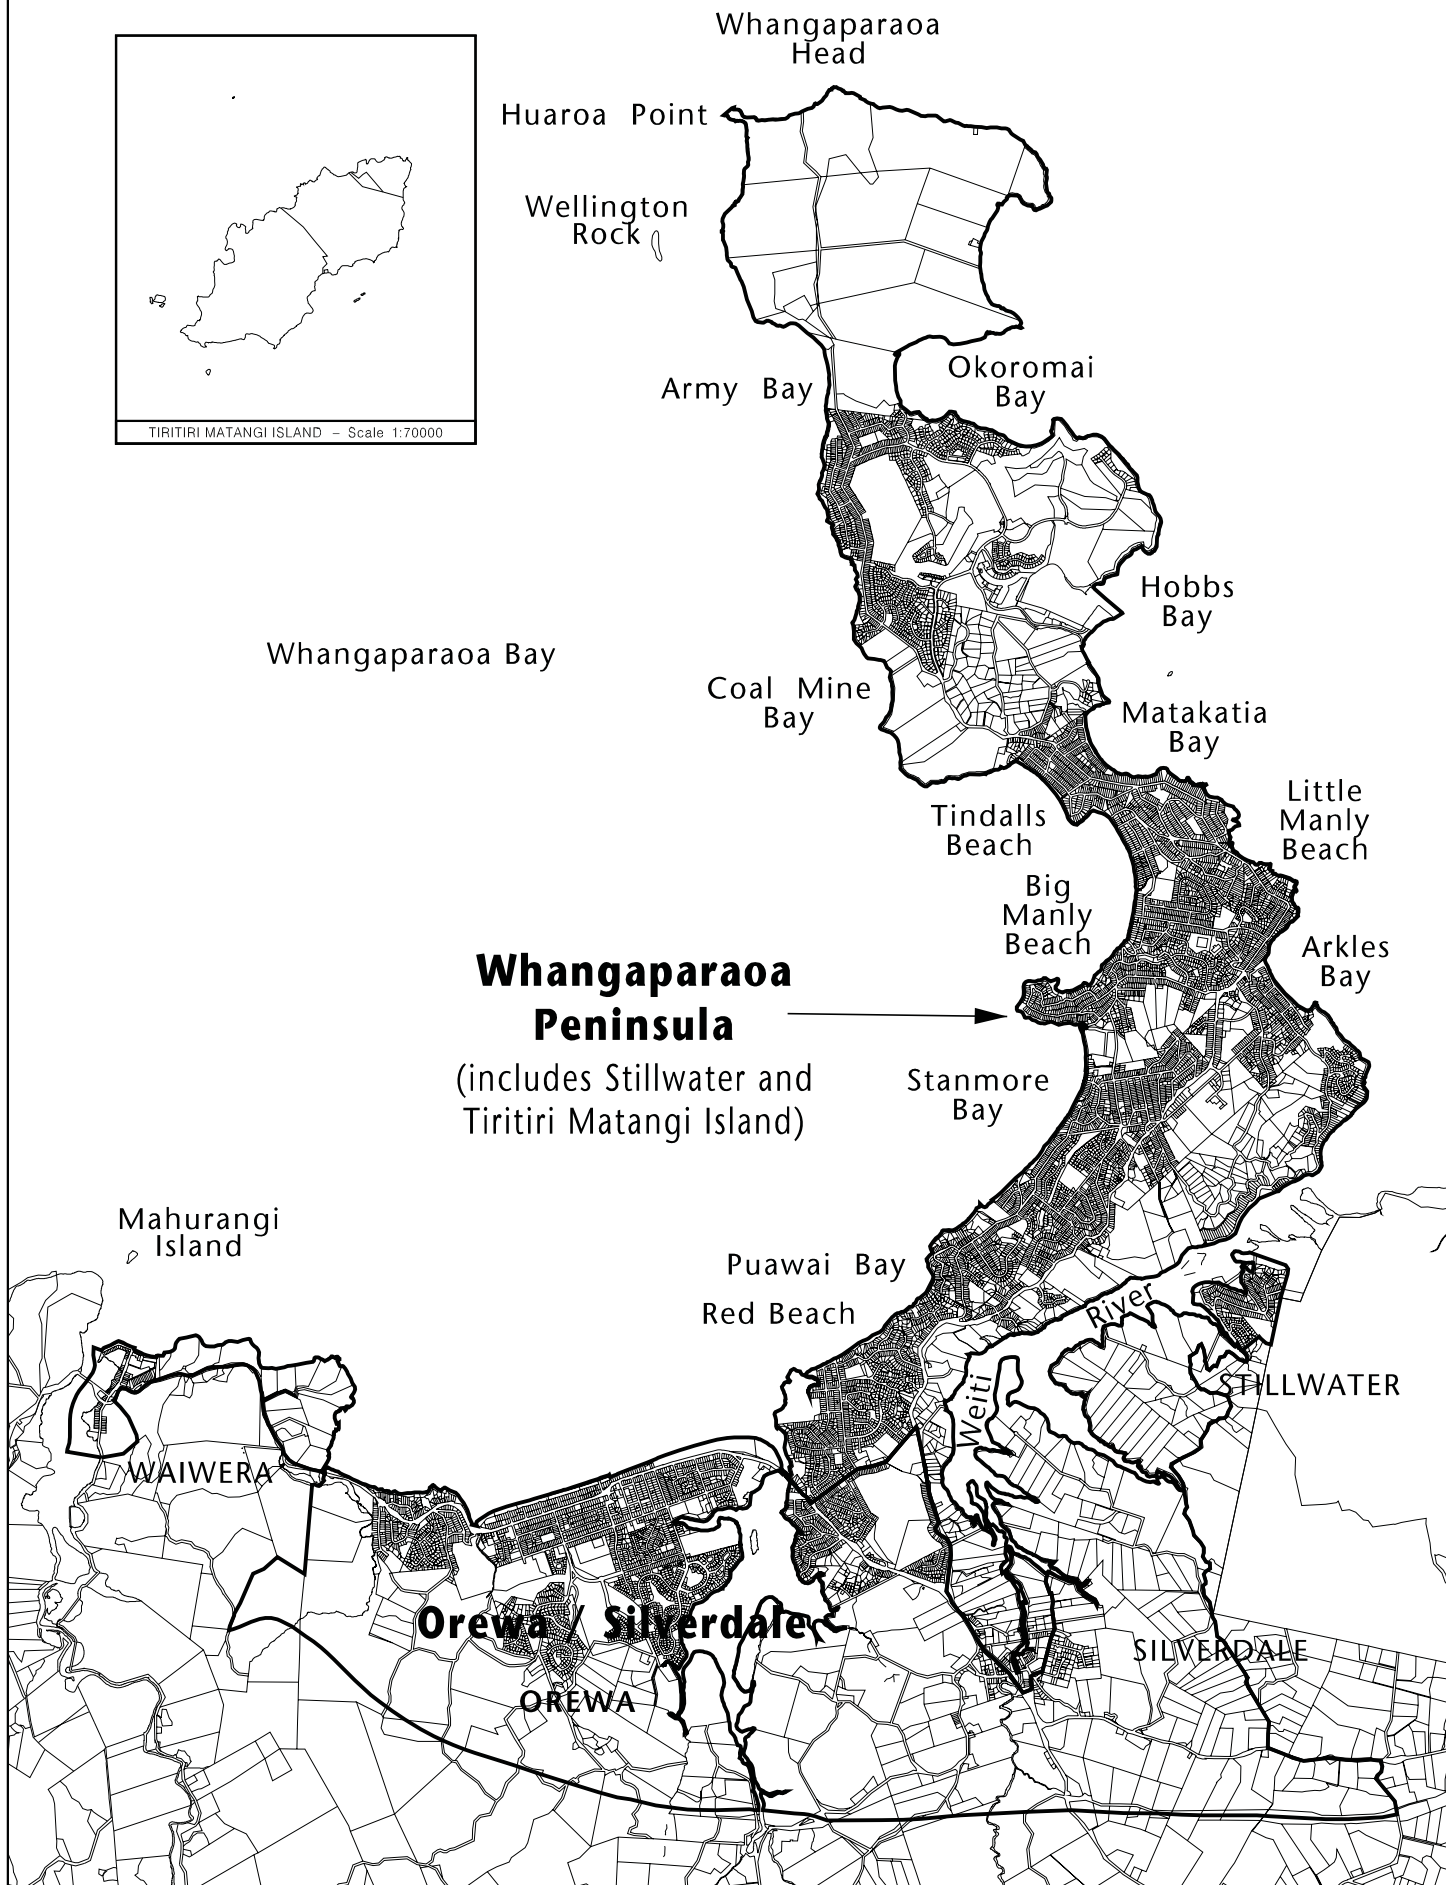 Whangaparaoa
Head
Huaroa Point
Wellington
Rock
Okoromai
Bay
Army Bay
TIRITIRI MATANGI ISLAND – Scale 1:70000
Hobbs
Bay
Whangaparaoa Bay
Coal Mine
Bay
Matakatia
Bay
Little
Manly
Beach
Tindalls
Beach
Big
Manly
Beach
Arkles
Bay
Whangaparaoa
Peninsula
(includes Stillwater and
Tiritiri Matangi Island)
Stanmore
Bay
Mahurangi
Island
Puawai Bay
Red Beach
River
Weiti
STILLWATER
WAIWERA
Orewa / Silverdale
SILVERDALE
OREWA